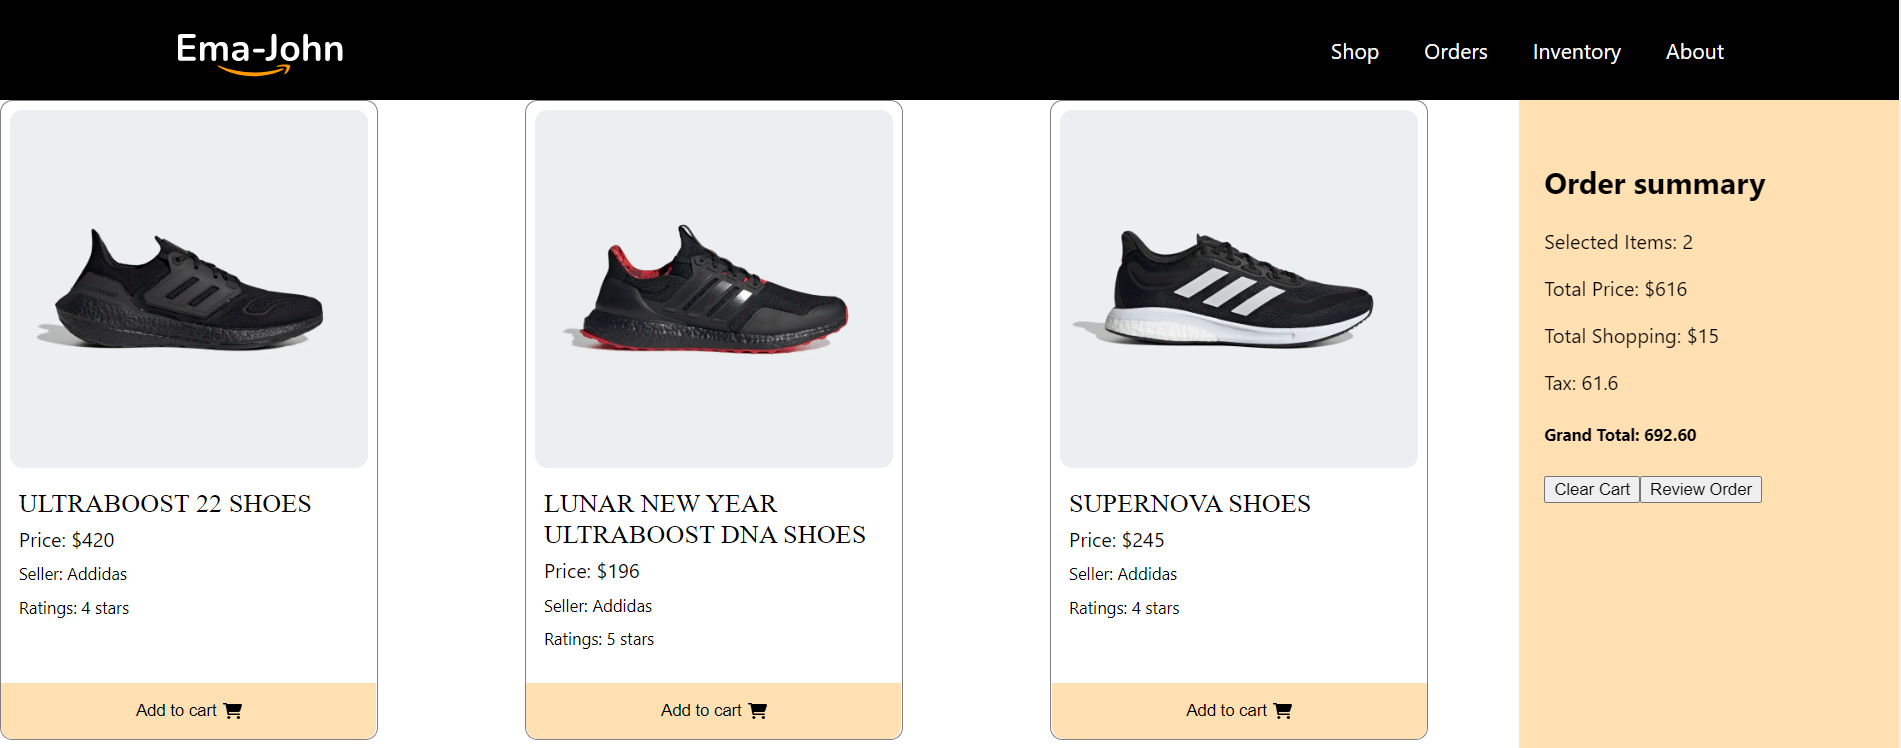 Ema-John
Shop Orders Inventory About
ULTRABOOST 22 SHOES
Price: $420
Seller: Addidas
Ratings: 4 stars
Add to cart
LUNAR NEW YEAR
ULTRABOOST DNA SHOES
Price: $196
Seller: Addidas
Ratings: 5 stars
Add to cart
SUPERNOVA SHOES
Price: $245
Seller: Addidas
Ratings: 4 stars
Add to cart
Order summary
Selected Items: 2
Total Price: $616
Total Shopping: $15
Tax: 61.6
Grand Total: 692.60
Clear Cart Review Order